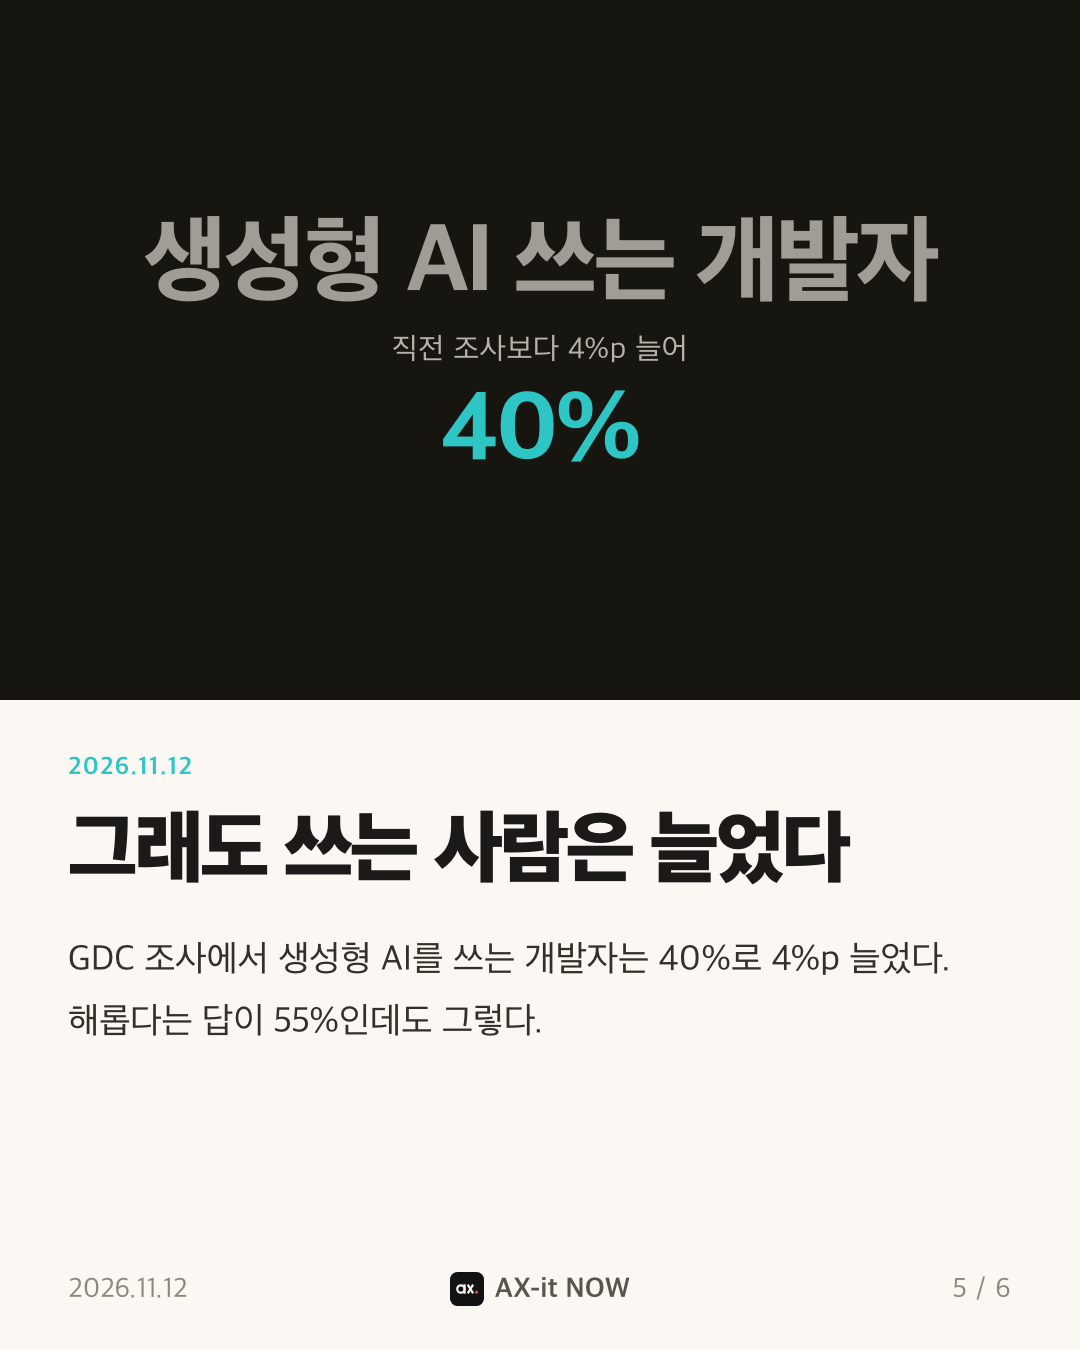 생성형 AI 쓰는 개발자
직전 조사보다 4%p 늘어
40%
2026.11.12
그래도 쓰는 사람은 늘었다
GDC 조사에서 생성형 AI를 쓰는 개발자는 40%로 4%p 늘었다.
해롭다는 답이 55%인데도 그렇다.
2026.11.12
ax. AX-it NOW
5 / 6